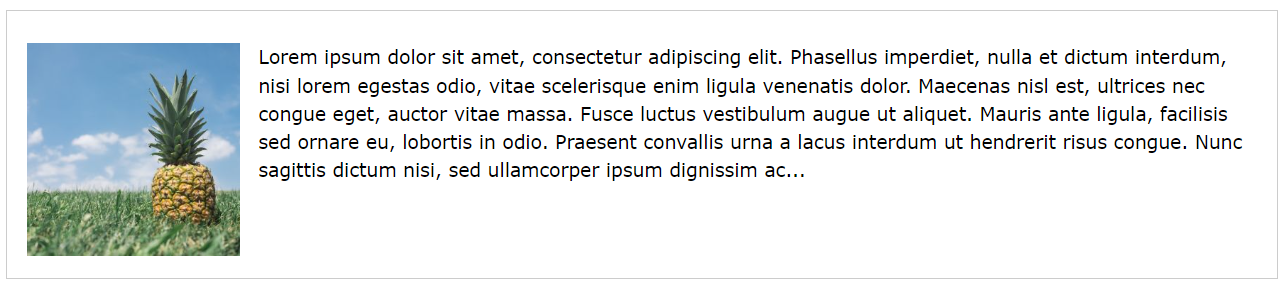 Lorem ipsum dolor sit amet, consectetur adipiscing elit. Phasellus imperdiet, nulla et dictum interdum,
nisi lorem egestas odio, vitae scelerisque enim ligula venenatis dolor. Maecenas nisl est, ultrices nec
congue eget, auctor vitae massa. Fusce luctus vestibulum augue ut aliquet. Mauris ante ligula, facilisis
sed ornare eu, lobortis in odio. Praesent convallis urna a lacus interdum ut hendrerit risus congue. Nunc
sagittis dictum nisi, sed ullamcorper ipsum dignissim ac...